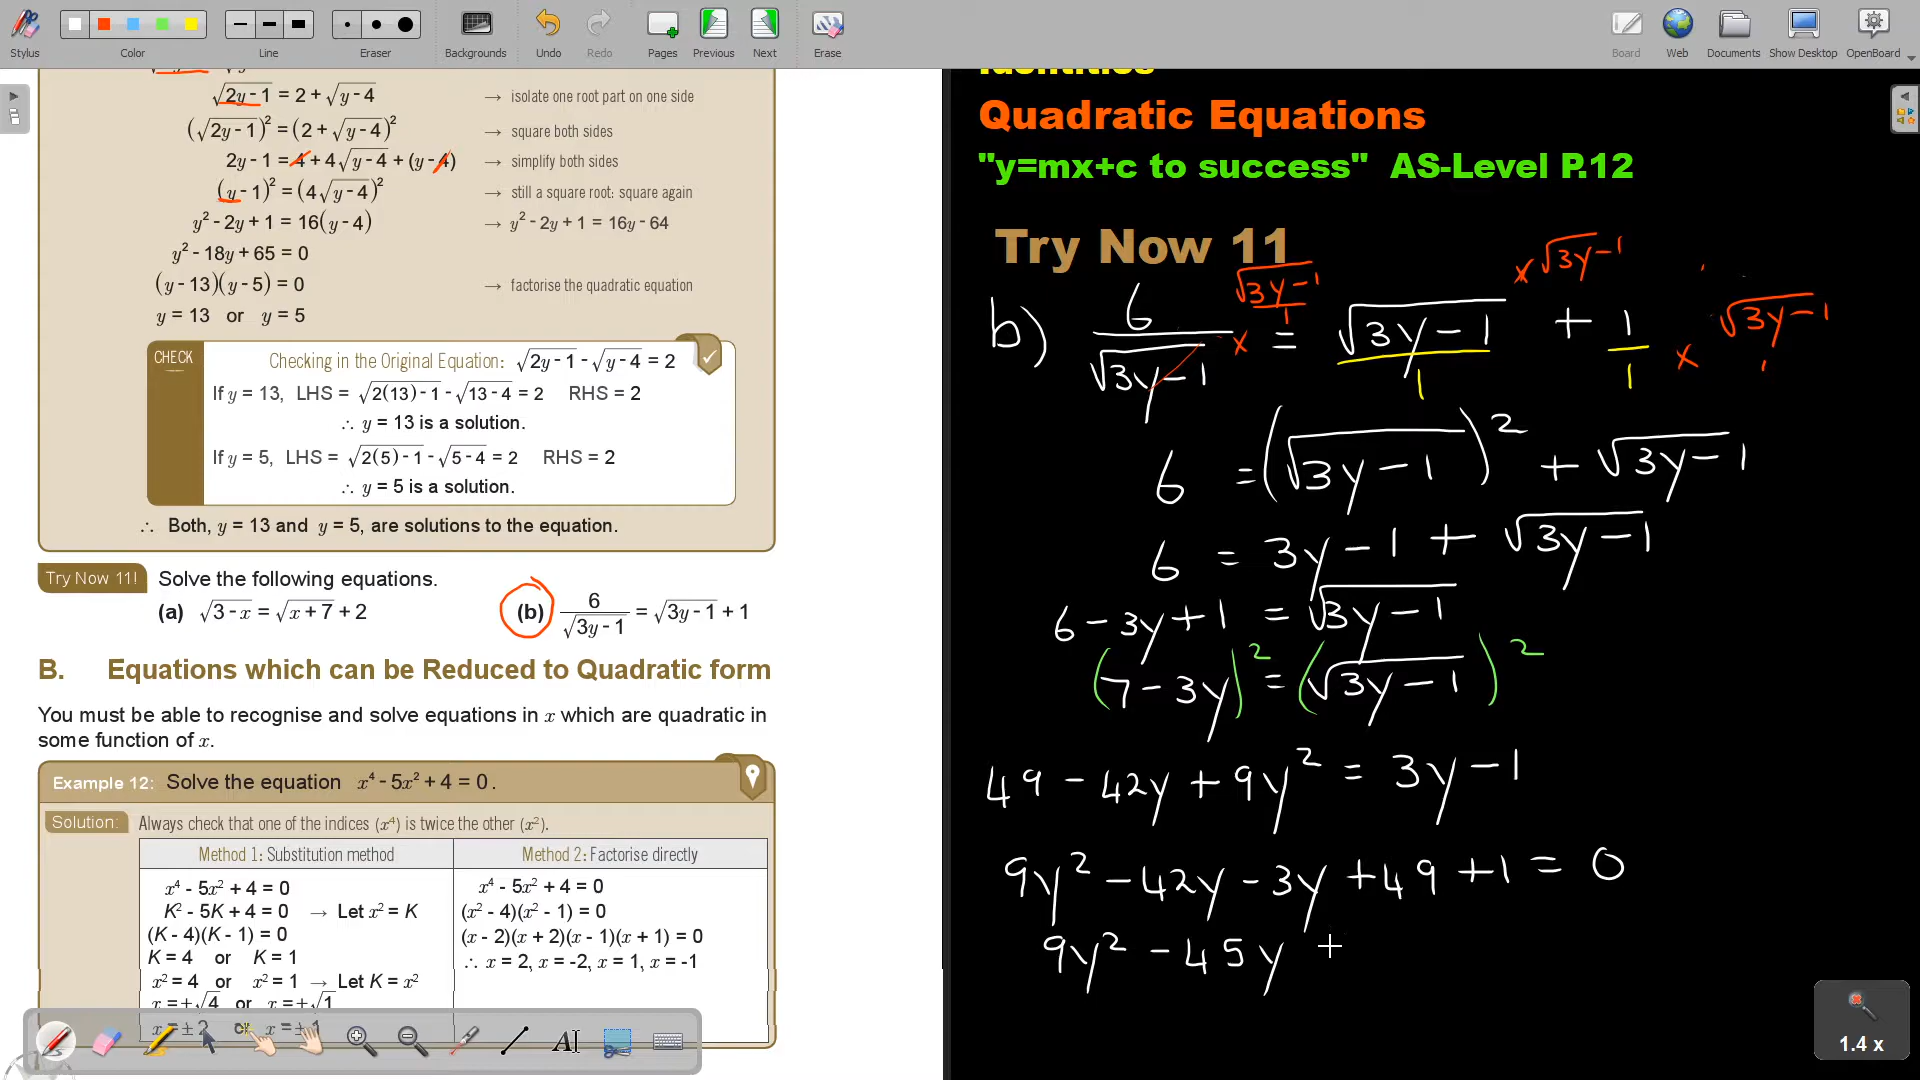 Stylus
Color
Line
Eraser
Backgrounds
Undo
Redo
Pages
Previous
Next
Erase
Board
Web
Documents
Show Desktop
OpenBoard
√(2y - 1) = 2 + √(y - 4) → isolate one root part on one side
(√(2y - 1))² = (2 + √(y - 4))² → square both sides
2y - 1 = 4 + 4√(y - 4) + (y - 4) → simplify both sides
(y - 1)² = (4√(y - 4))² → still a square root: square again
y² - 2y + 1 = 16(y - 4) → y² - 2y + 1 = 16y - 64
y² - 18y + 65 = 0
(y - 13)(y - 5) = 0 → factorise the quadratic equation
y = 13 or y = 5
CHECK
Checking in the Original Equation: √(2y - 1) - √(y - 4) = 2
If y = 13, LHS = √(2(13) - 1) - √(13 - 4) = 2 RHS = 2
∴ y = 13 is a solution.
If y = 5, LHS = √(2(5) - 1) - √(5 - 4) = 2 RHS = 2
∴ y = 5 is a solution.
∴ Both, y = 13 and y = 5, are solutions to the equation.
Try Now 11! Solve the following equations.
(a) √(3 - x) = √(x + 7) + 2 (b) 6/√(3y - 1) = √(3y - 1) + 1
B. Equations which can be Reduced to Quadratic form
You must be able to recognise and solve equations in x which are quadratic in
some function of x.
Example 12: Solve the equation x⁴ - 5x² + 4 = 0.
Solution: Always check that one of the indices (x⁴) is twice the other (x²).
Method 1: Substitution method
x⁴ - 5x² + 4 = 0
K² - 5K + 4 = 0 → Let x² = K
(K - 4)(K - 1) = 0
K = 4 or K = 1
x² = 4 or x² = 1 → Let K = x²
x = ±√4 or x = ±√1
x = ± 2 or x = ± 1
Method 2: Factorise directly
x⁴ - 5x² + 4 = 0
(x² - 4)(x² - 1) = 0
(x - 2)(x + 2)(x - 1)(x + 1) = 0
∴ x = 2, x = -2, x = 1, x = -1
Identities
Quadratic Equations
"y=mx+c to success" AS-Level P.12
Try Now 11
b) 6/√(3y-1) × √(3y-1)/1 = √(3y-1)/1 × √(3y-1) + 1/1 × √(3y-1)/1
6 = (√(3y-1))² + √(3y-1)
6 = 3y-1 + √(3y-1)
6 - 3y + 1 = √(3y-1)
(7 - 3y)² = (√(3y-1))²
49 - 42y + 9y² = 3y - 1
9y² - 42y - 3y + 49 + 1 = 0
9y² - 45y +
1.4 x